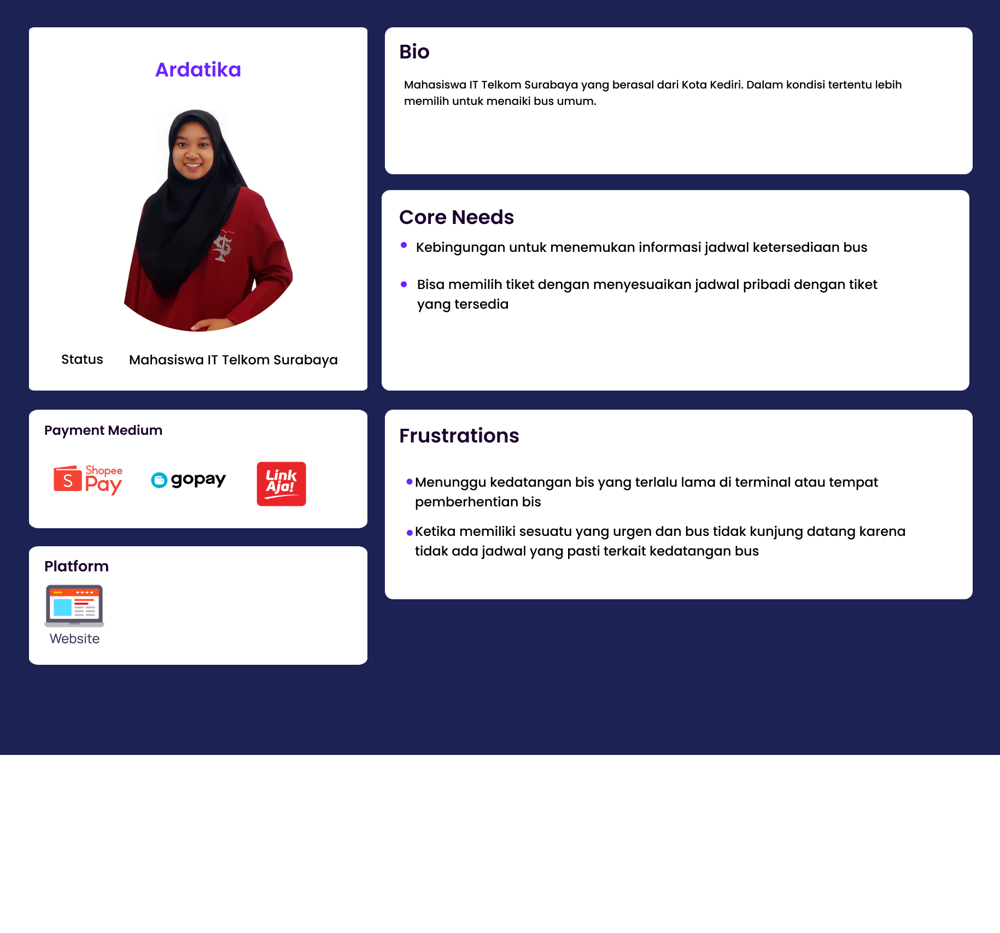 Ardatika
Status
Mahasiswa IT Telkom Surabaya
Bio
Mahasiswa IT Telkom Surabaya yang berasal dari Kota Kediri. Dalam kondisi tertentu lebih
memilih untuk menaiki bus umum.
Core Needs
Kebingungan untuk menemukan informasi jadwal ketersediaan bus
Bisa memilih tiket dengan menyesuaikan jadwal pribadi dengan tiket
yang tersedia
Payment Medium
S
Shopee
Pay
gopay
Link
Aja!
Platform
Website
Frustrations
Menunggu kedatangan bis yang terlalu lama di terminal atau tempat
pemberhentian bis
Ketika memiliki sesuatu yang urgen dan bus tidak kunjung datang karena
tidak ada jadwal yang pasti terkait kedatangan bus